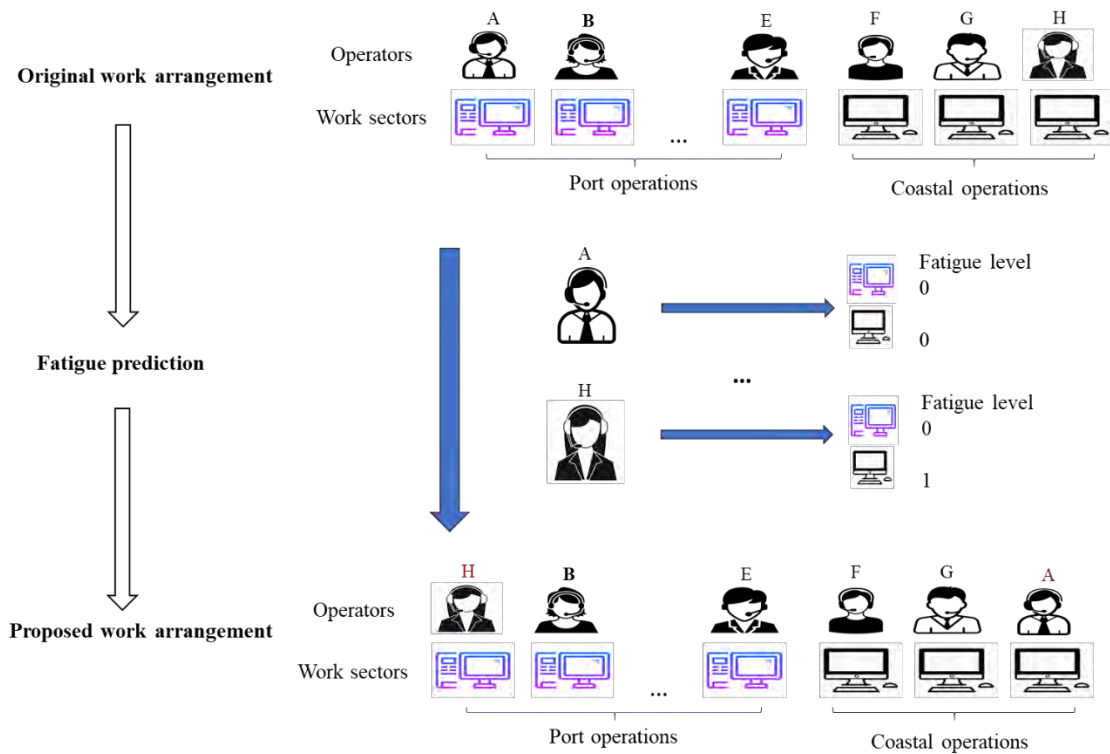 A B E F G H
Operators
Original work arrangement
Work sectors
...
Port operations Coastal operations
A
Fatigue level
0
0
Fatigue prediction
...
H
Fatigue level
0
1
H B E F G A
Operators
Proposed work arrangement
Work sectors
...
Port operations Coastal operations